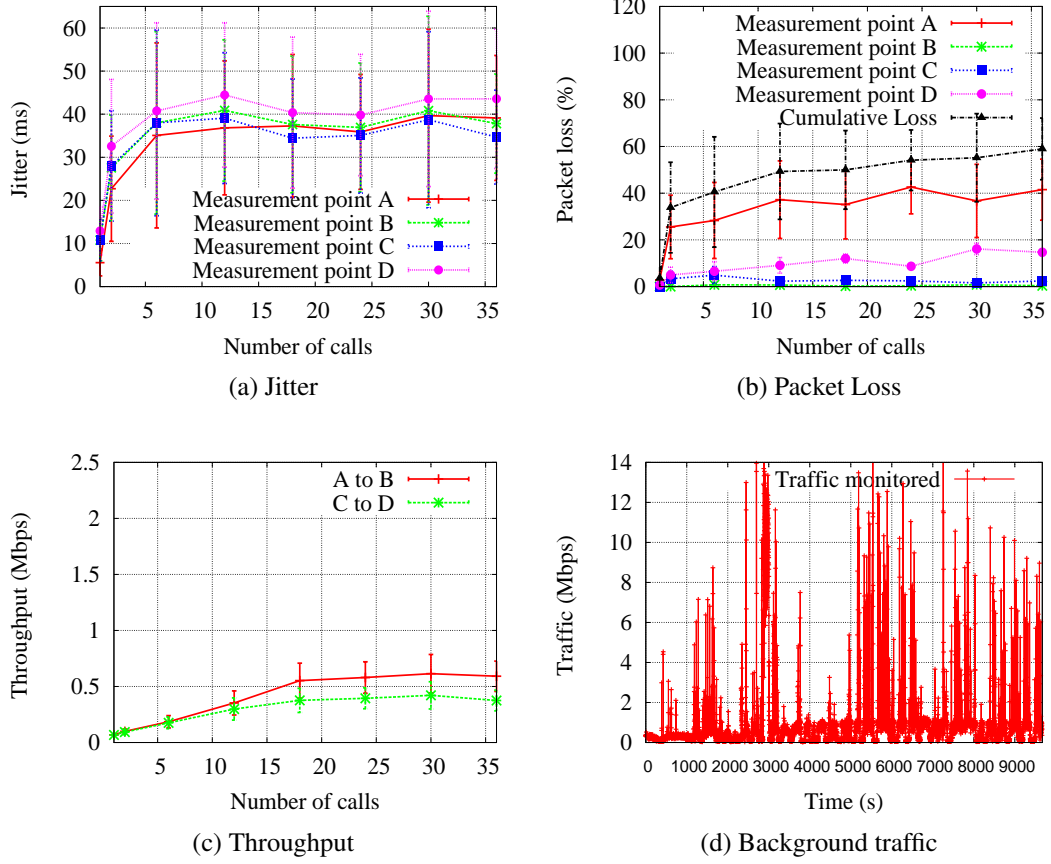 60
50
40
30
20
10
0
Jitter (ms)
5 10 15 20 25 30 35
Number of calls
Measurement point A
Measurement point B
Measurement point C
Measurement point D
(a) Jitter
120
100
80
60
40
20
0
Packet loss (%)
5 10 15 20 25 30 35
Number of calls
Measurement point A
Measurement point B
Measurement point C
Measurement point D
Cumulative Loss
(b) Packet Loss
2.5
2
1.5
1
0.5
0
Throughput (Mbps)
5 10 15 20 25 30 35
Number of calls
A to B
C to D
(c) Throughput
14
12
10
8
6
4
2
0
Traffic (Mbps)
0 1000 2000 3000 4000 5000 6000 7000 8000 9000
Time (s)
Traffic monitored
(d) Background traffic